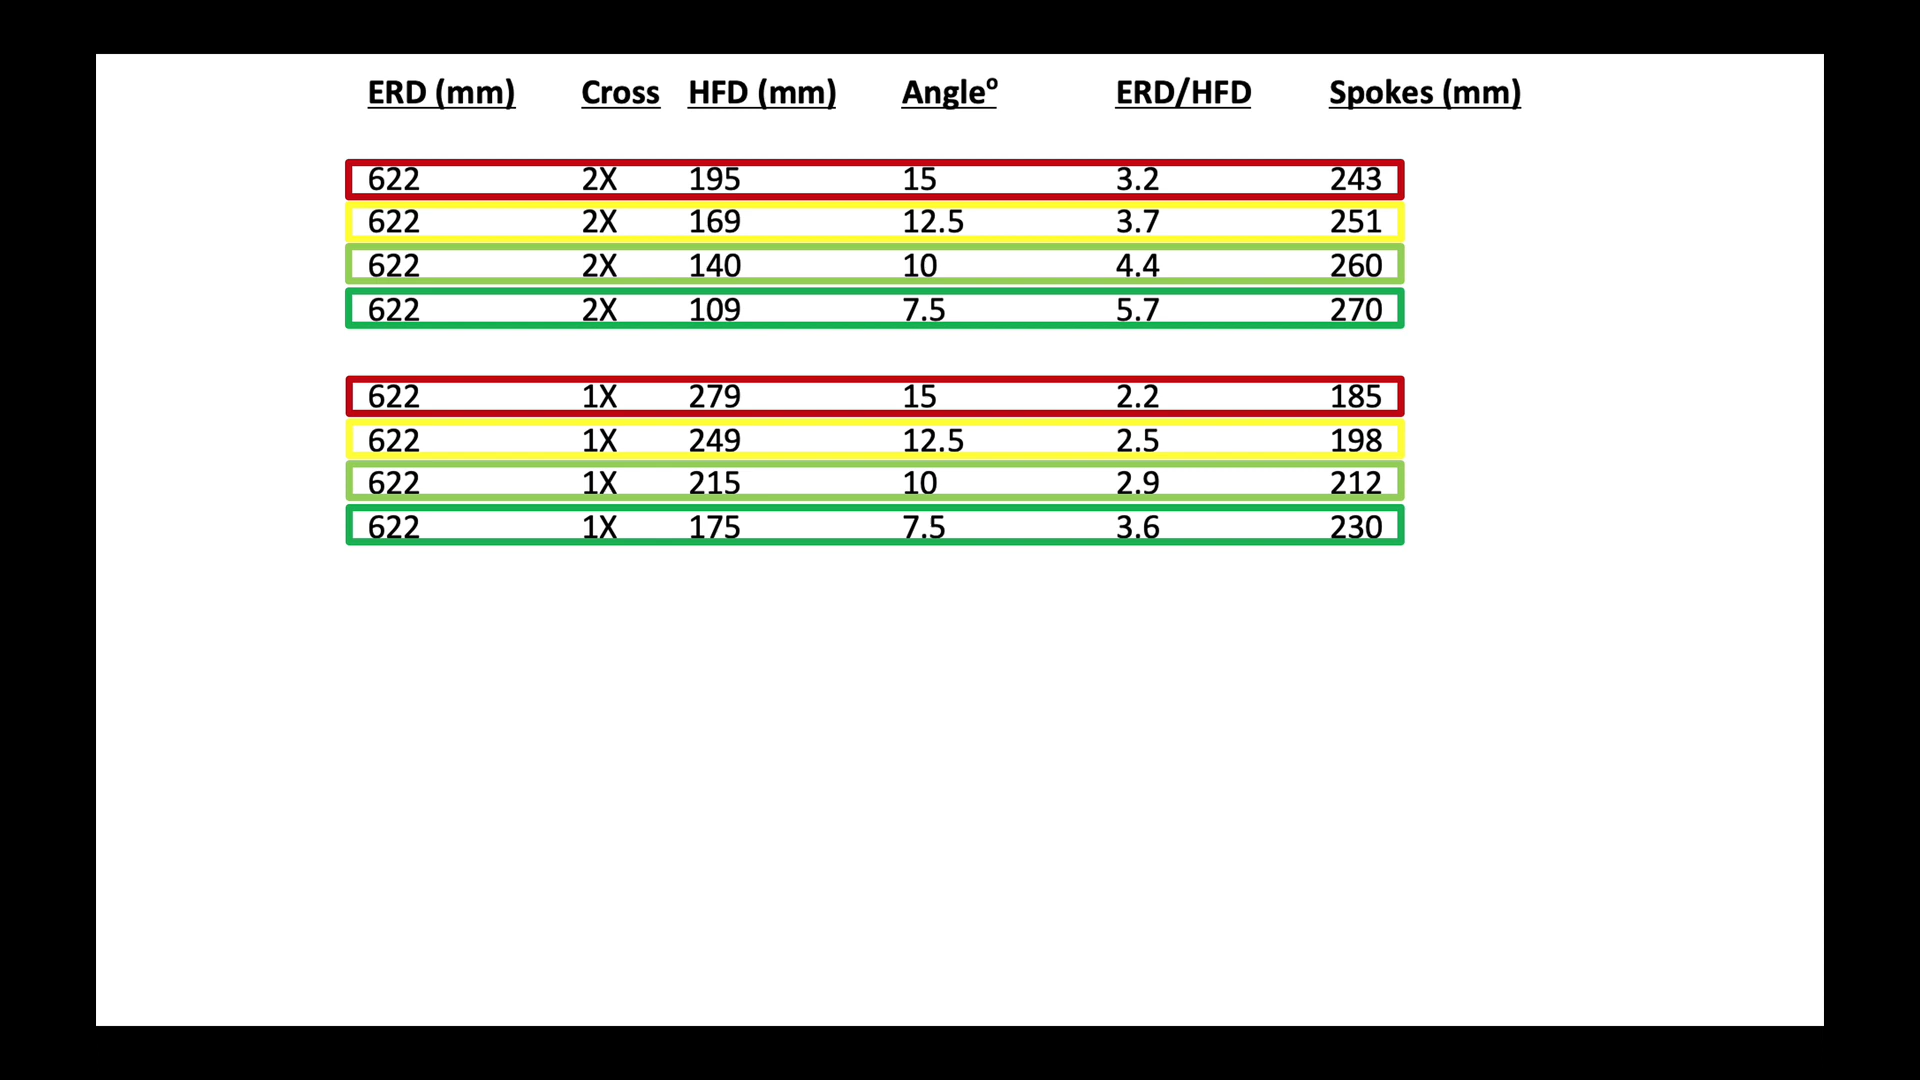 ERD (mm) Cross HFD (mm) Angleº ERD/HFD Spokes (mm)
622 2X 195 15 3.2 243
622 2X 169 12.5 3.7 251
622 2X 140 10 4.4 260
622 2X 109 7.5 5.7 270
622 1X 279 15 2.2 185
622 1X 249 12.5 2.5 198
622 1X 215 10 2.9 212
622 1X 175 7.5 3.6 230